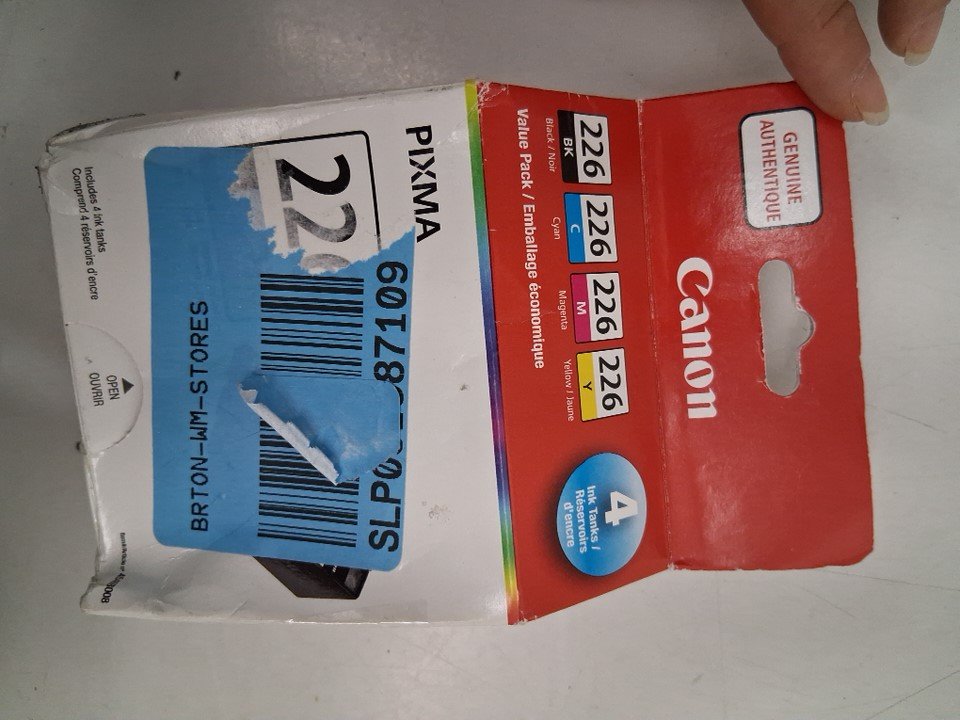 GENUINE
AUTHENTIQUE
Canon
226
BK
Black / Noir
226
C
Cyan
226
M
Magenta
226
Y
Yellow / Jaune
Value Pack / Emballage économique
4
Ink Tanks /
Réservoirs
d'encre
PIXMA
22
BRTON-WM-STORES
Includes 4 ink tanks
Comprend 4 réservoirs d'encre
OPEN
OUVRIR